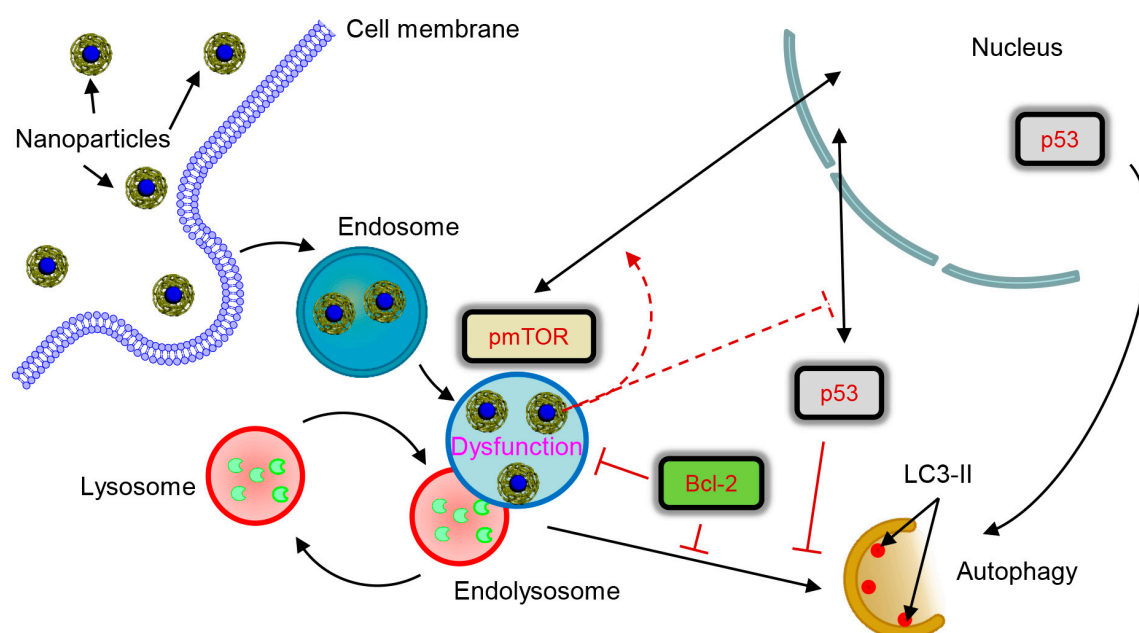 Cell membrane
Nucleus
p53
Nanoparticles
Endosome
pmTOR
p53
Dysfunction
Lysosome
Bcl-2
LC3-II
Autophagy
Endolysosome